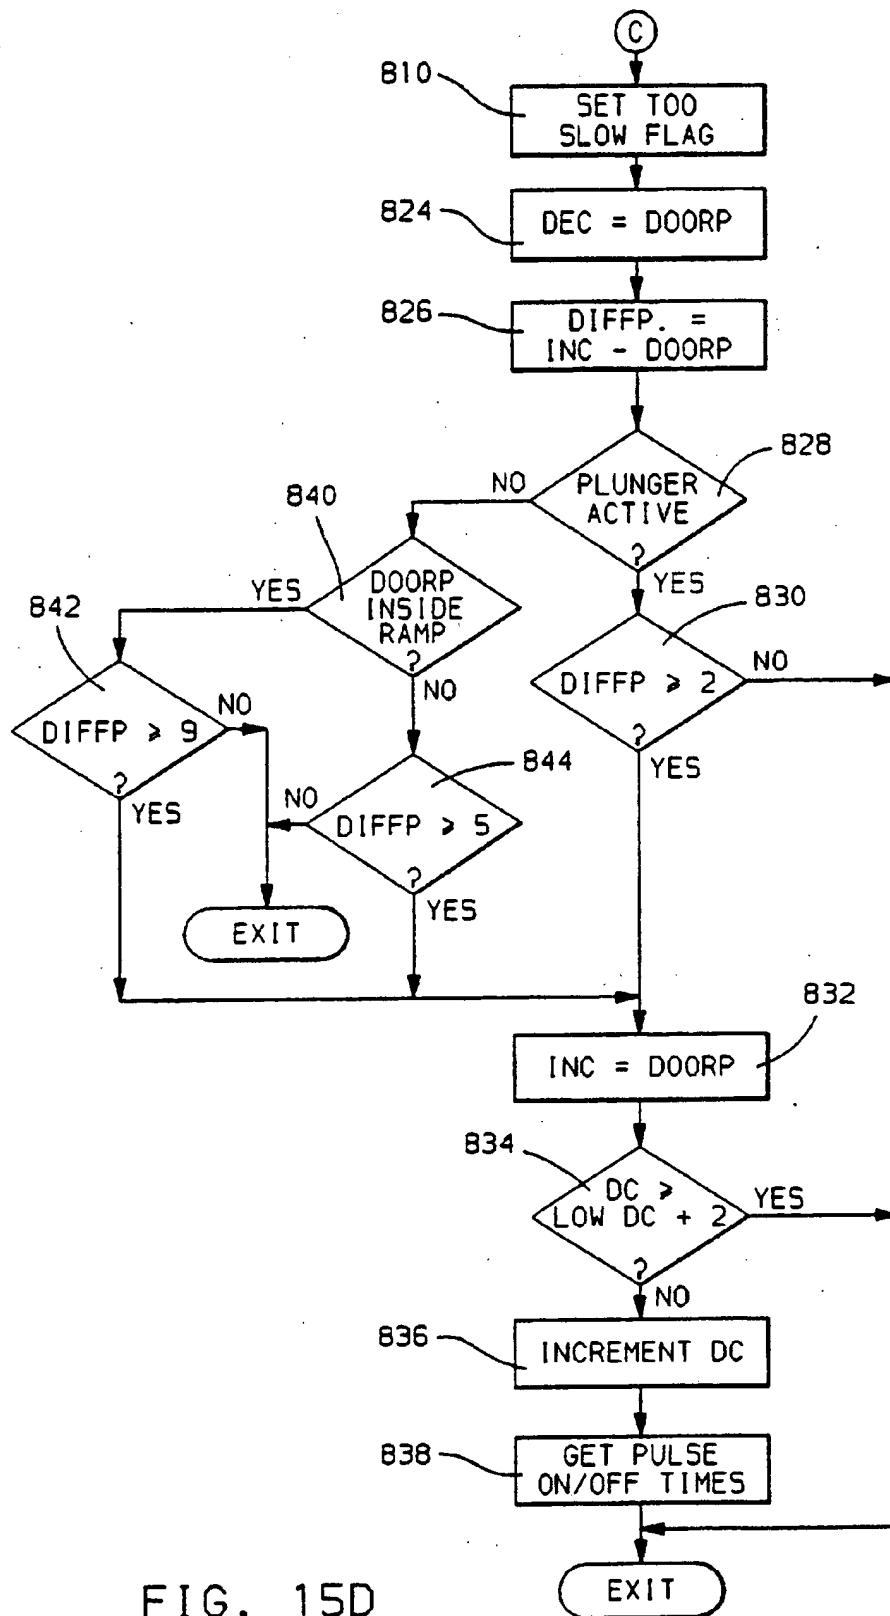 C
810
SET TOO
SLOW FLAG
824
DEC = DOORP
826
DIFFP. =
INC - DOORP
828
PLUNGER
ACTIVE
?
NO
YES
840
DOORP
INSIDE
RAMP
?
YES
NO
830
DIFFP ⩾ 2
?
NO
YES
842
DIFFP ⩾ 9
?
NO
YES
844
DIFFP ⩾ 5
?
NO
YES
EXIT
832
INC = DOORP
834
DC ⩾
LOW DC + 2
?
YES
NO
836
INCREMENT DC
838
GET PULSE
ON/OFF TIMES
EXIT
FIG. 15D